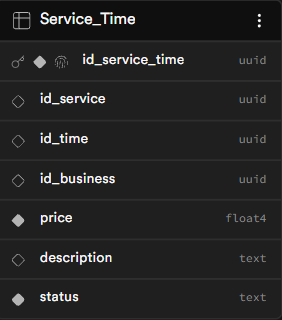 Service_Time
id_service_time uuid
id_service uuid
id_time uuid
id_business uuid
price float4
description text
status text